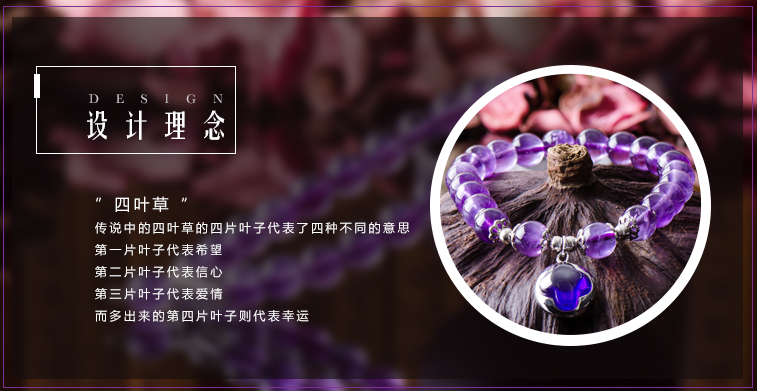 DESIGN
设计理念
"四叶草"
传说中的四叶草的四片叶子代表了四种不同的意思
第一片叶子代表希望
第二片叶子代表信心
第三片叶子代表爱情
而多出来的第四片叶子则代表幸运